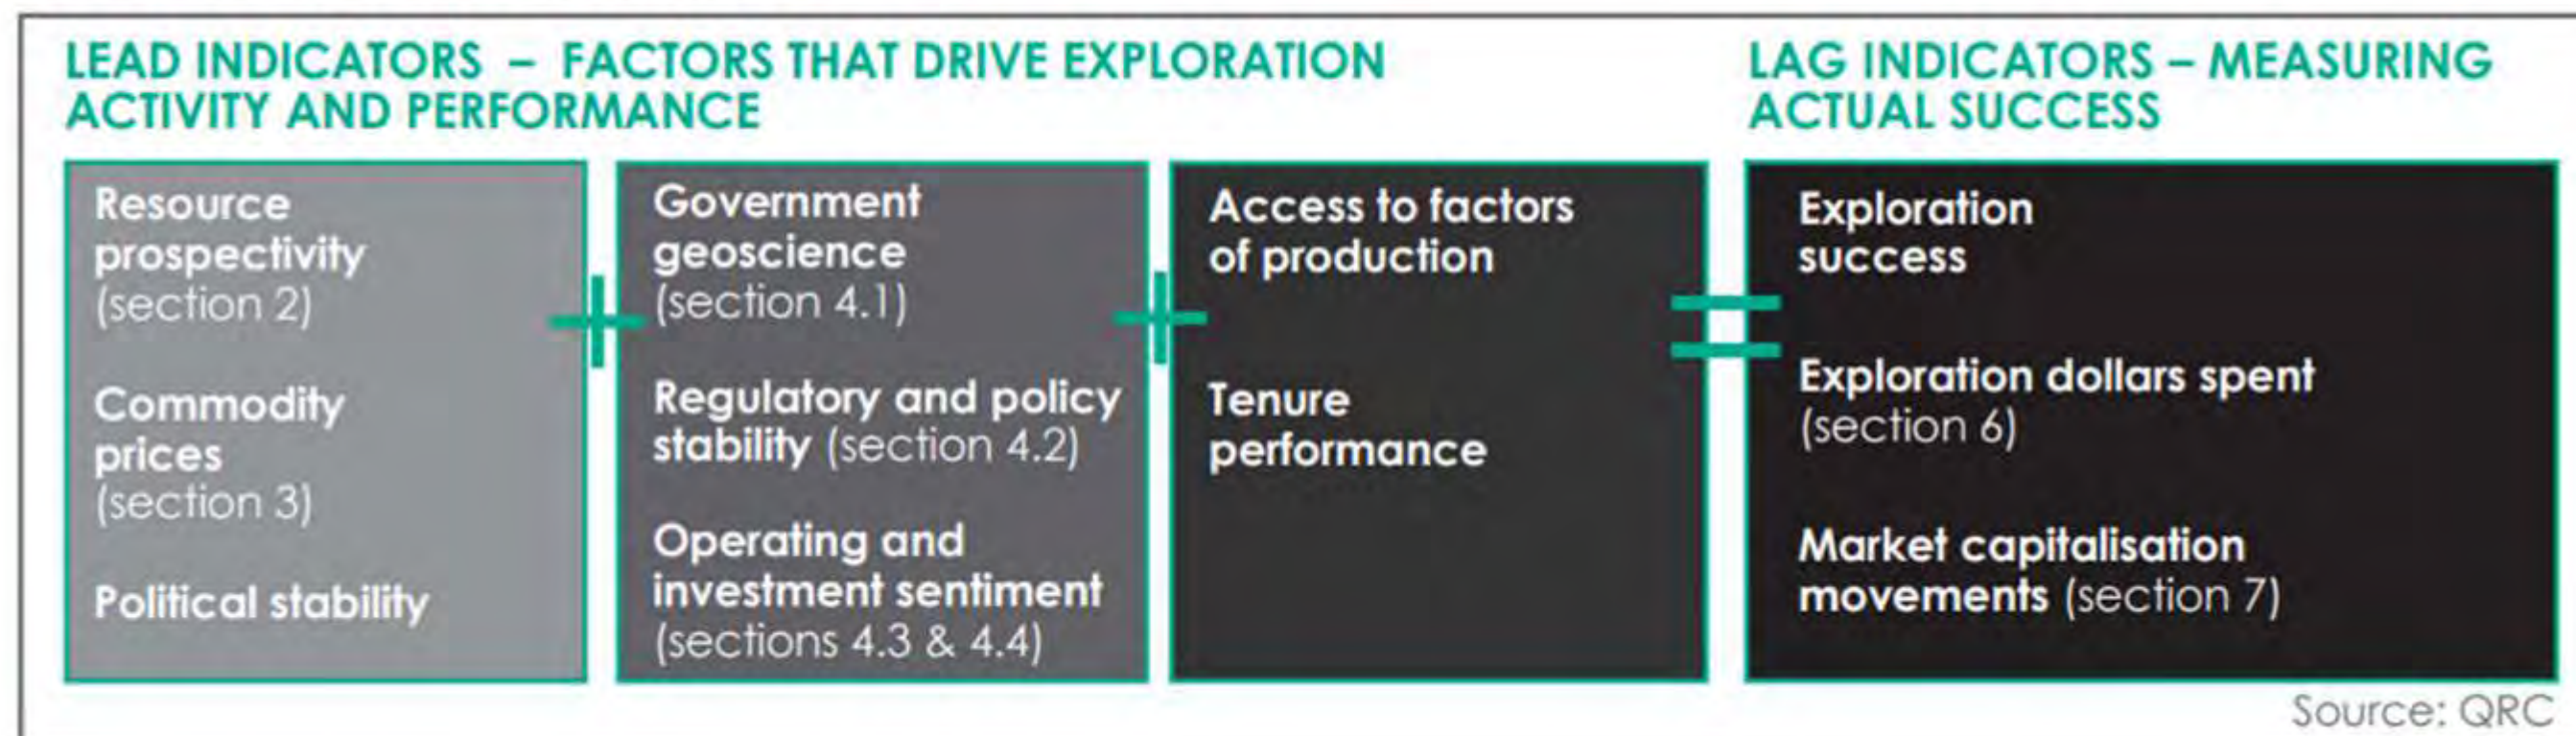 LEAD INDICATORS – FACTORS THAT DRIVE EXPLORATION
ACTIVITY AND PERFORMANCE
Resource
prospectivity
(section 2)
Commodity
prices
(section 3)
Political stability
+
Government
geoscience
(section 4.1)
Regulatory and policy
stability (section 4.2)
Operating and
investment sentiment
(sections 4.3 & 4.4)
+
Access to factors
of production
Tenure
performance
=
LAG INDICATORS – MEASURING
ACTUAL SUCCESS
Exploration
success
Exploration dollars spent
(section 6)
Market capitalisation
movements (section 7)
Source: QRC